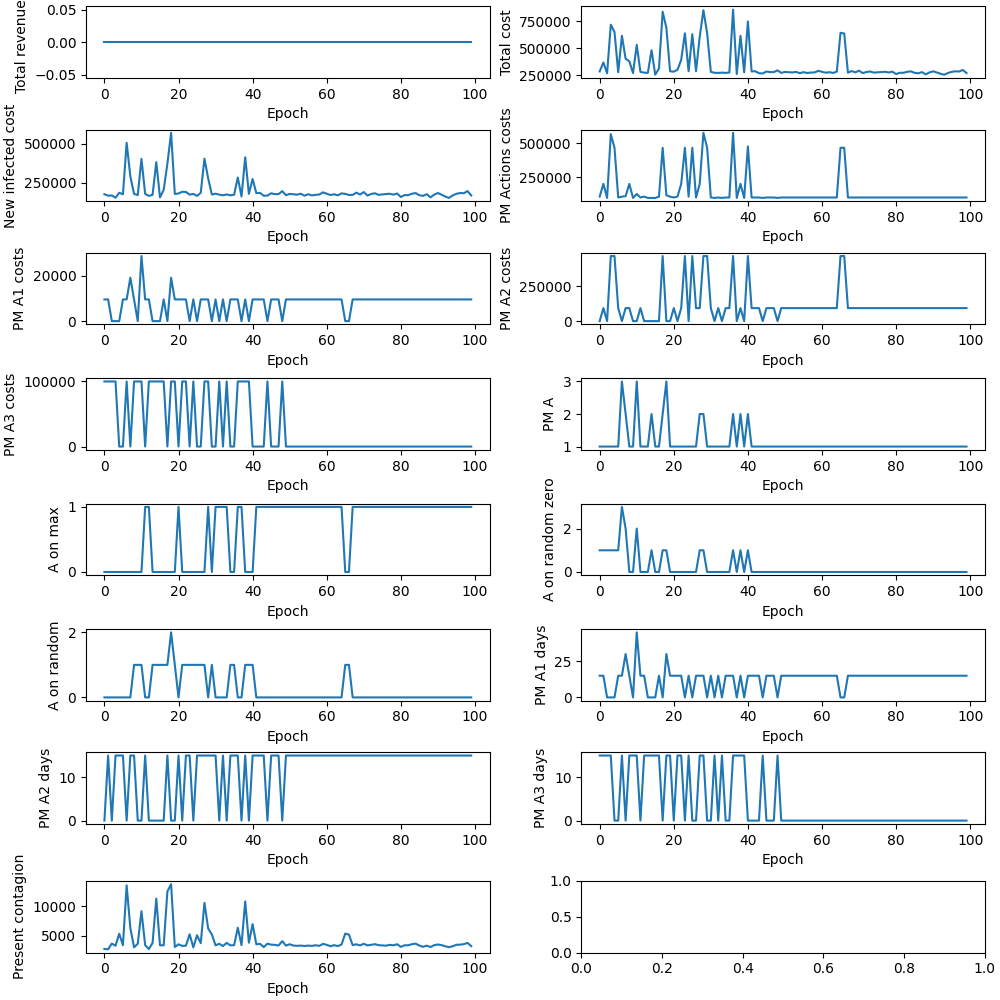 Total revenue
0.05
0.00
−0.05
0 20 40 60 80 100
Epoch
Total cost
750000
500000
250000
0 20 40 60 80 100
Epoch
New infected cost
500000
250000
0 20 40 60 80 100
Epoch
PM Actions costs
500000
250000
0 20 40 60 80 100
Epoch
PM A1 costs
20000
0
0 20 40 60 80 100
Epoch
PM A2 costs
250000
0
0 20 40 60 80 100
Epoch
PM A3 costs
100000
0
0 20 40 60 80 100
Epoch
PM A
3
2
1
0 20 40 60 80 100
Epoch
A on max
1
0
0 20 40 60 80 100
Epoch
A on random zero
2
0
0 20 40 60 80 100
Epoch
A on random
2
0
0 20 40 60 80 100
Epoch
PM A1 days
25
0
0 20 40 60 80 100
Epoch
PM A2 days
10
0
0 20 40 60 80 100
Epoch
PM A3 days
10
0
0 20 40 60 80 100
Epoch
Present contagion
10000
5000
0 20 40 60 80 100
Epoch
1.0
0.5
0.0
0.0 0.2 0.4 0.6 0.8 1.0